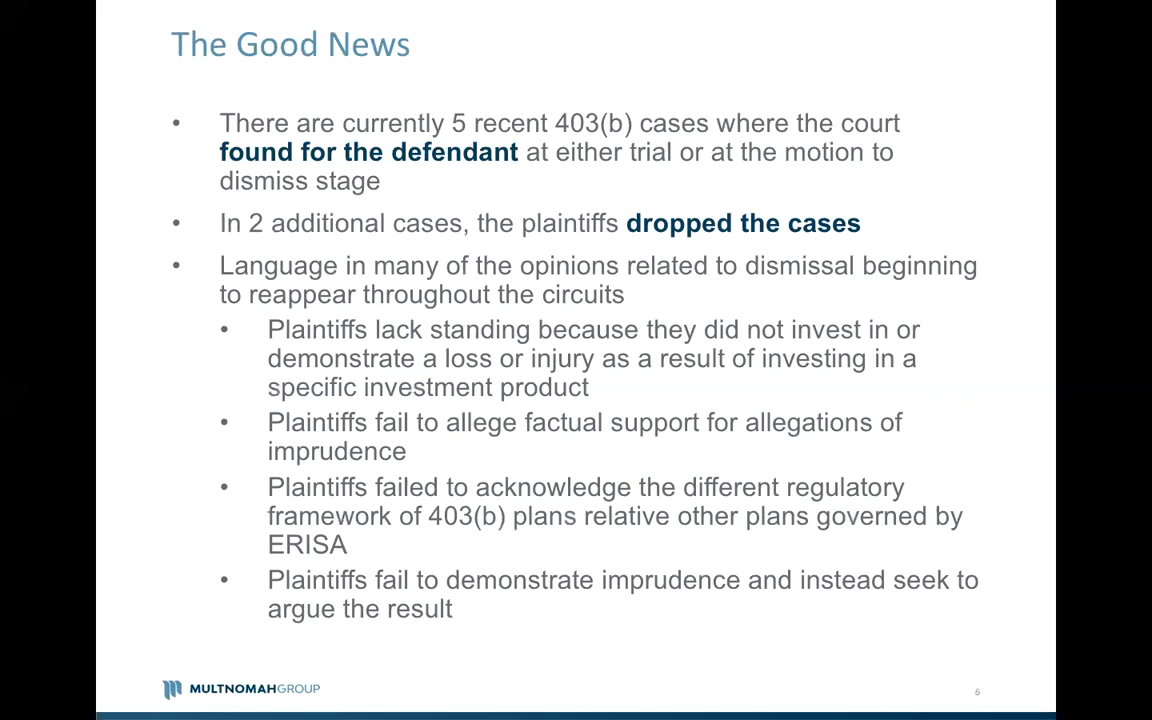 The Good News
• There are currently 5 recent 403(b) cases where the court
found for the defendant at either trial or at the motion to
dismiss stage
• In 2 additional cases, the plaintiffs dropped the cases
• Language in many of the opinions related to dismissal beginning
to reappear throughout the circuits
• Plaintiffs lack standing because they did not invest in or
demonstrate a loss or injury as a result of investing in a
specific investment product
• Plaintiffs fail to allege factual support for allegations of
imprudence
• Plaintiffs failed to acknowledge the different regulatory
framework of 403(b) plans relative other plans governed by
ERISA
• Plaintiffs fail to demonstrate imprudence and instead seek to
argue the result
MULTNOMAHGROUP
6